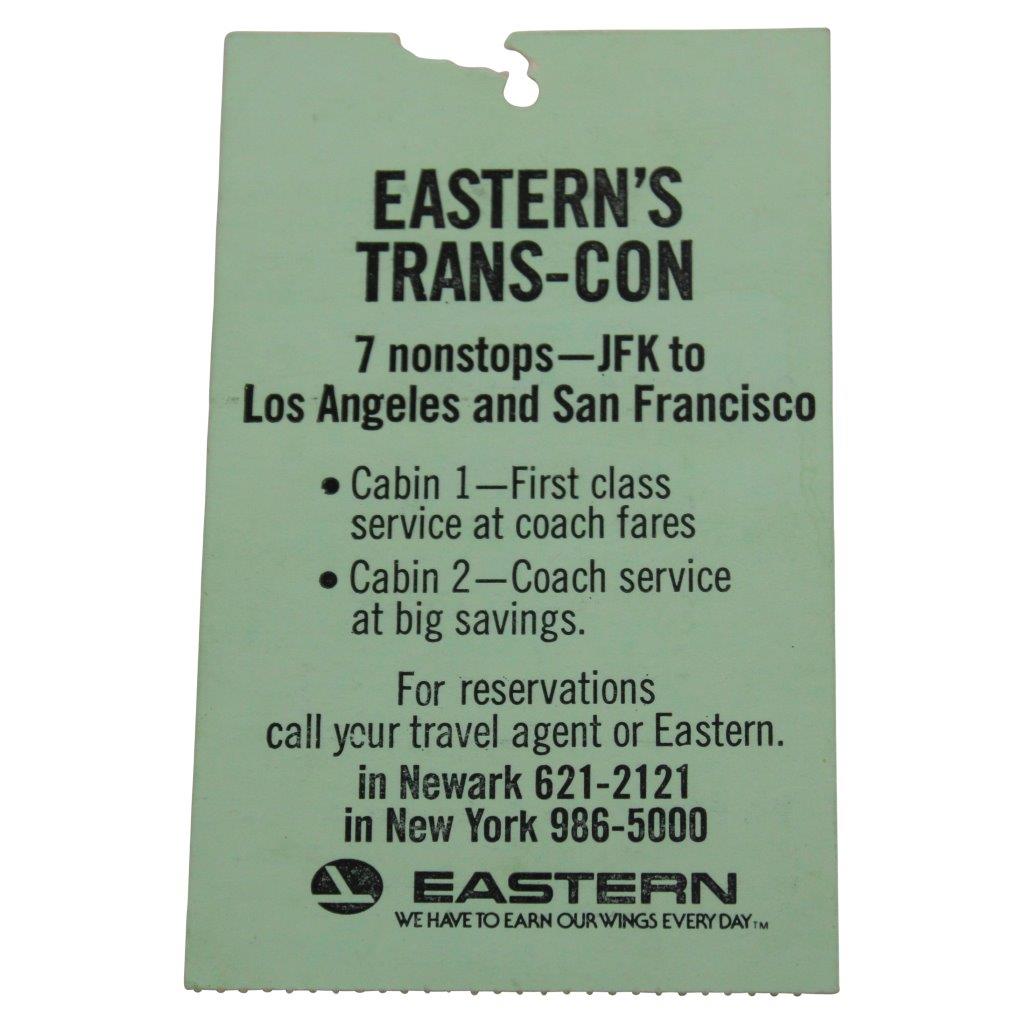 EASTERN'S
TRANS-CON
7 nonstops—JFK to
Los Angeles and San Francisco
• Cabin 1—First class
service at coach fares
• Cabin 2—Coach service
at big savings.
For reservations
call your travel agent or Eastern.
in Newark 621-2121
in New York 986-5000
EASTERN
WE HAVE TO EARN OUR WINGS EVERY DAY™